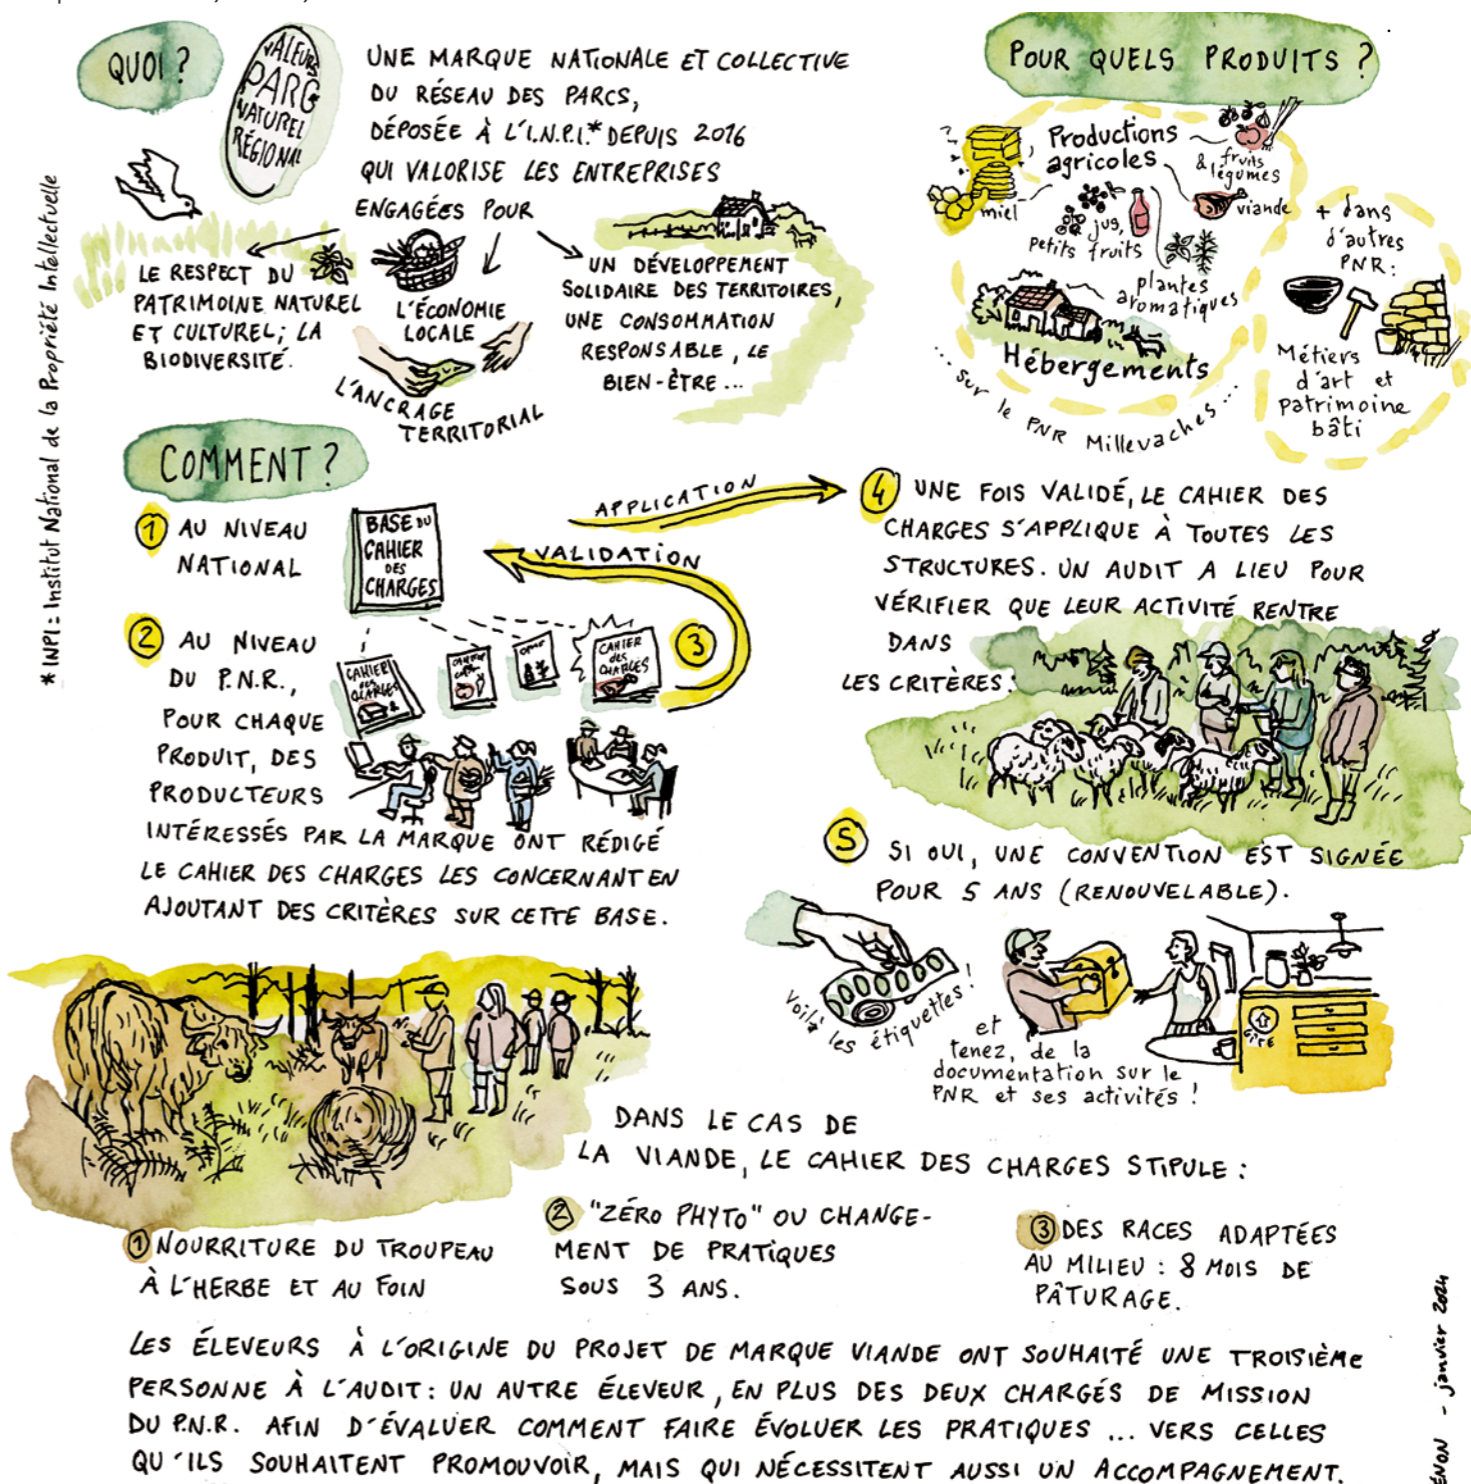 QUOI ?
VALEURS
PARC
NATUREL
RÉGIONAL
UNE MARQUE NATIONALE ET COLLECTIVE
DU RÉSEAU DES PARCS,
DÉPOSÉE À L'I.N.P.I.* DEPUIS 2016
QUI VALORISE LES ENTREPRISES
ENGAGÉES POUR
LE RESPECT DU
PATRIMOINE NATUREL
ET CULTUREL; LA
BIODIVERSITÉ.
L'ÉCONOMIE
LOCALE
L'ANCRAGE
TERRITORIAL
UN DÉVELOPPEMENT
SOLIDAIRE DES TERRITOIRES,
UNE CONSOMMATION
RESPONSABLE, LE
BIEN-ÊTRE ...
* INPI : Institut National de la Propriété Intellectuelle
POUR QUELS PRODUITS ?
Productions
agricoles
miel
fruits
& légumes
viande
jus,
petits fruits
plantes
aromatiques
Hébergements
... sur le PNR Millevaches ...
+ dans
d'autres
PNR :
Métiers
d'art et
patrimoine
bâti
COMMENT ?
1 AU NIVEAU
NATIONAL
BASE DU
CAHIER
DES
CHARGES
APPLICATION
VALIDATION
2 AU NIVEAU
DU P.N.R.,
POUR CHAQUE
PRODUIT, DES
PRODUCTEURS
INTÉRESSÉS PAR LA MARQUE ONT RÉDIGÉ
LE CAHIER DES CHARGES LES CONCERNANT EN
AJOUTANT DES CRITÈRES SUR CETTE BASE.
CAHIER
des
CHARGES
CAHIER
des
CHARGES
3
4 UNE FOIS VALIDÉ, LE CAHIER DES
CHARGES S'APPLIQUE À TOUTES LES
STRUCTURES. UN AUDIT A LIEU POUR
VÉRIFIER QUE LEUR ACTIVITÉ RENTRE
DANS
LES CRITÈRES.
5 SI OUI, UNE CONVENTION EST SIGNÉE
POUR 5 ANS (RENOUVELABLE).
Voilà les étiquettes !
et
tenez, de la
documentation sur le
PNR et ses activités !
GÎTE
DANS LE CAS DE
LA VIANDE, LE CAHIER DES CHARGES STIPULE :
1 NOURRITURE DU TROUPEAU
À L'HERBE ET AU FOIN
2 "ZÉRO PHYTO" OU CHANGE-
MENT DE PRATIQUES
SOUS 3 ANS.
3 DES RACES ADAPTÉES
AU MILIEU : 8 MOIS DE
PÂTURAGE.
LES ÉLEVEURS À L'ORIGINE DU PROJET DE MARQUE VIANDE ONT SOUHAITÉ UNE TROISIÈME
PERSONNE À L'AUDIT : UN AUTRE ÉLEVEUR, EN PLUS DES DEUX CHARGÉS DE MISSION
DU P.N.R. AFIN D'ÉVALUER COMMENT FAIRE ÉVOLUER LES PRATIQUES ... VERS CELLES
QU'ILS SOUHAITENT PROMOUVOIR, MAIS QUI NÉCESSITENT AUSSI UN ACCOMPAGNEMENT.
- janvier 2024